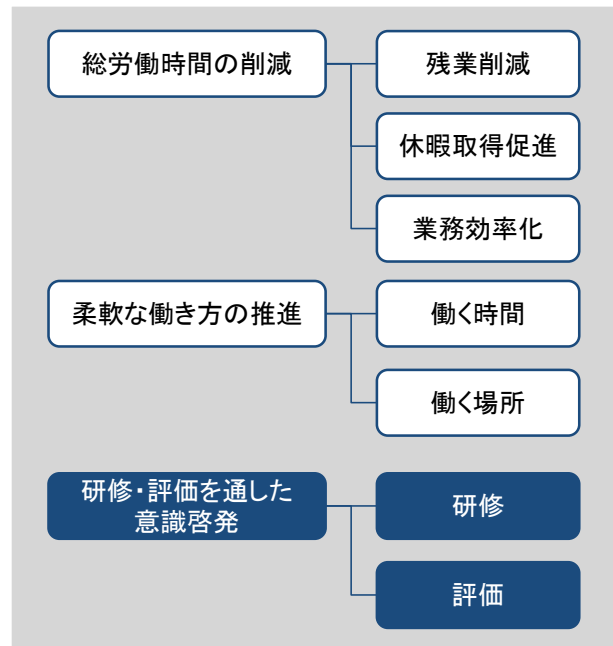 総労働時間の削減
残業削減
休暇取得促進
業務効率化
柔軟な働き方の推進
働く時間
働く場所
研修・評価を通した
意識啓発
研修
評価